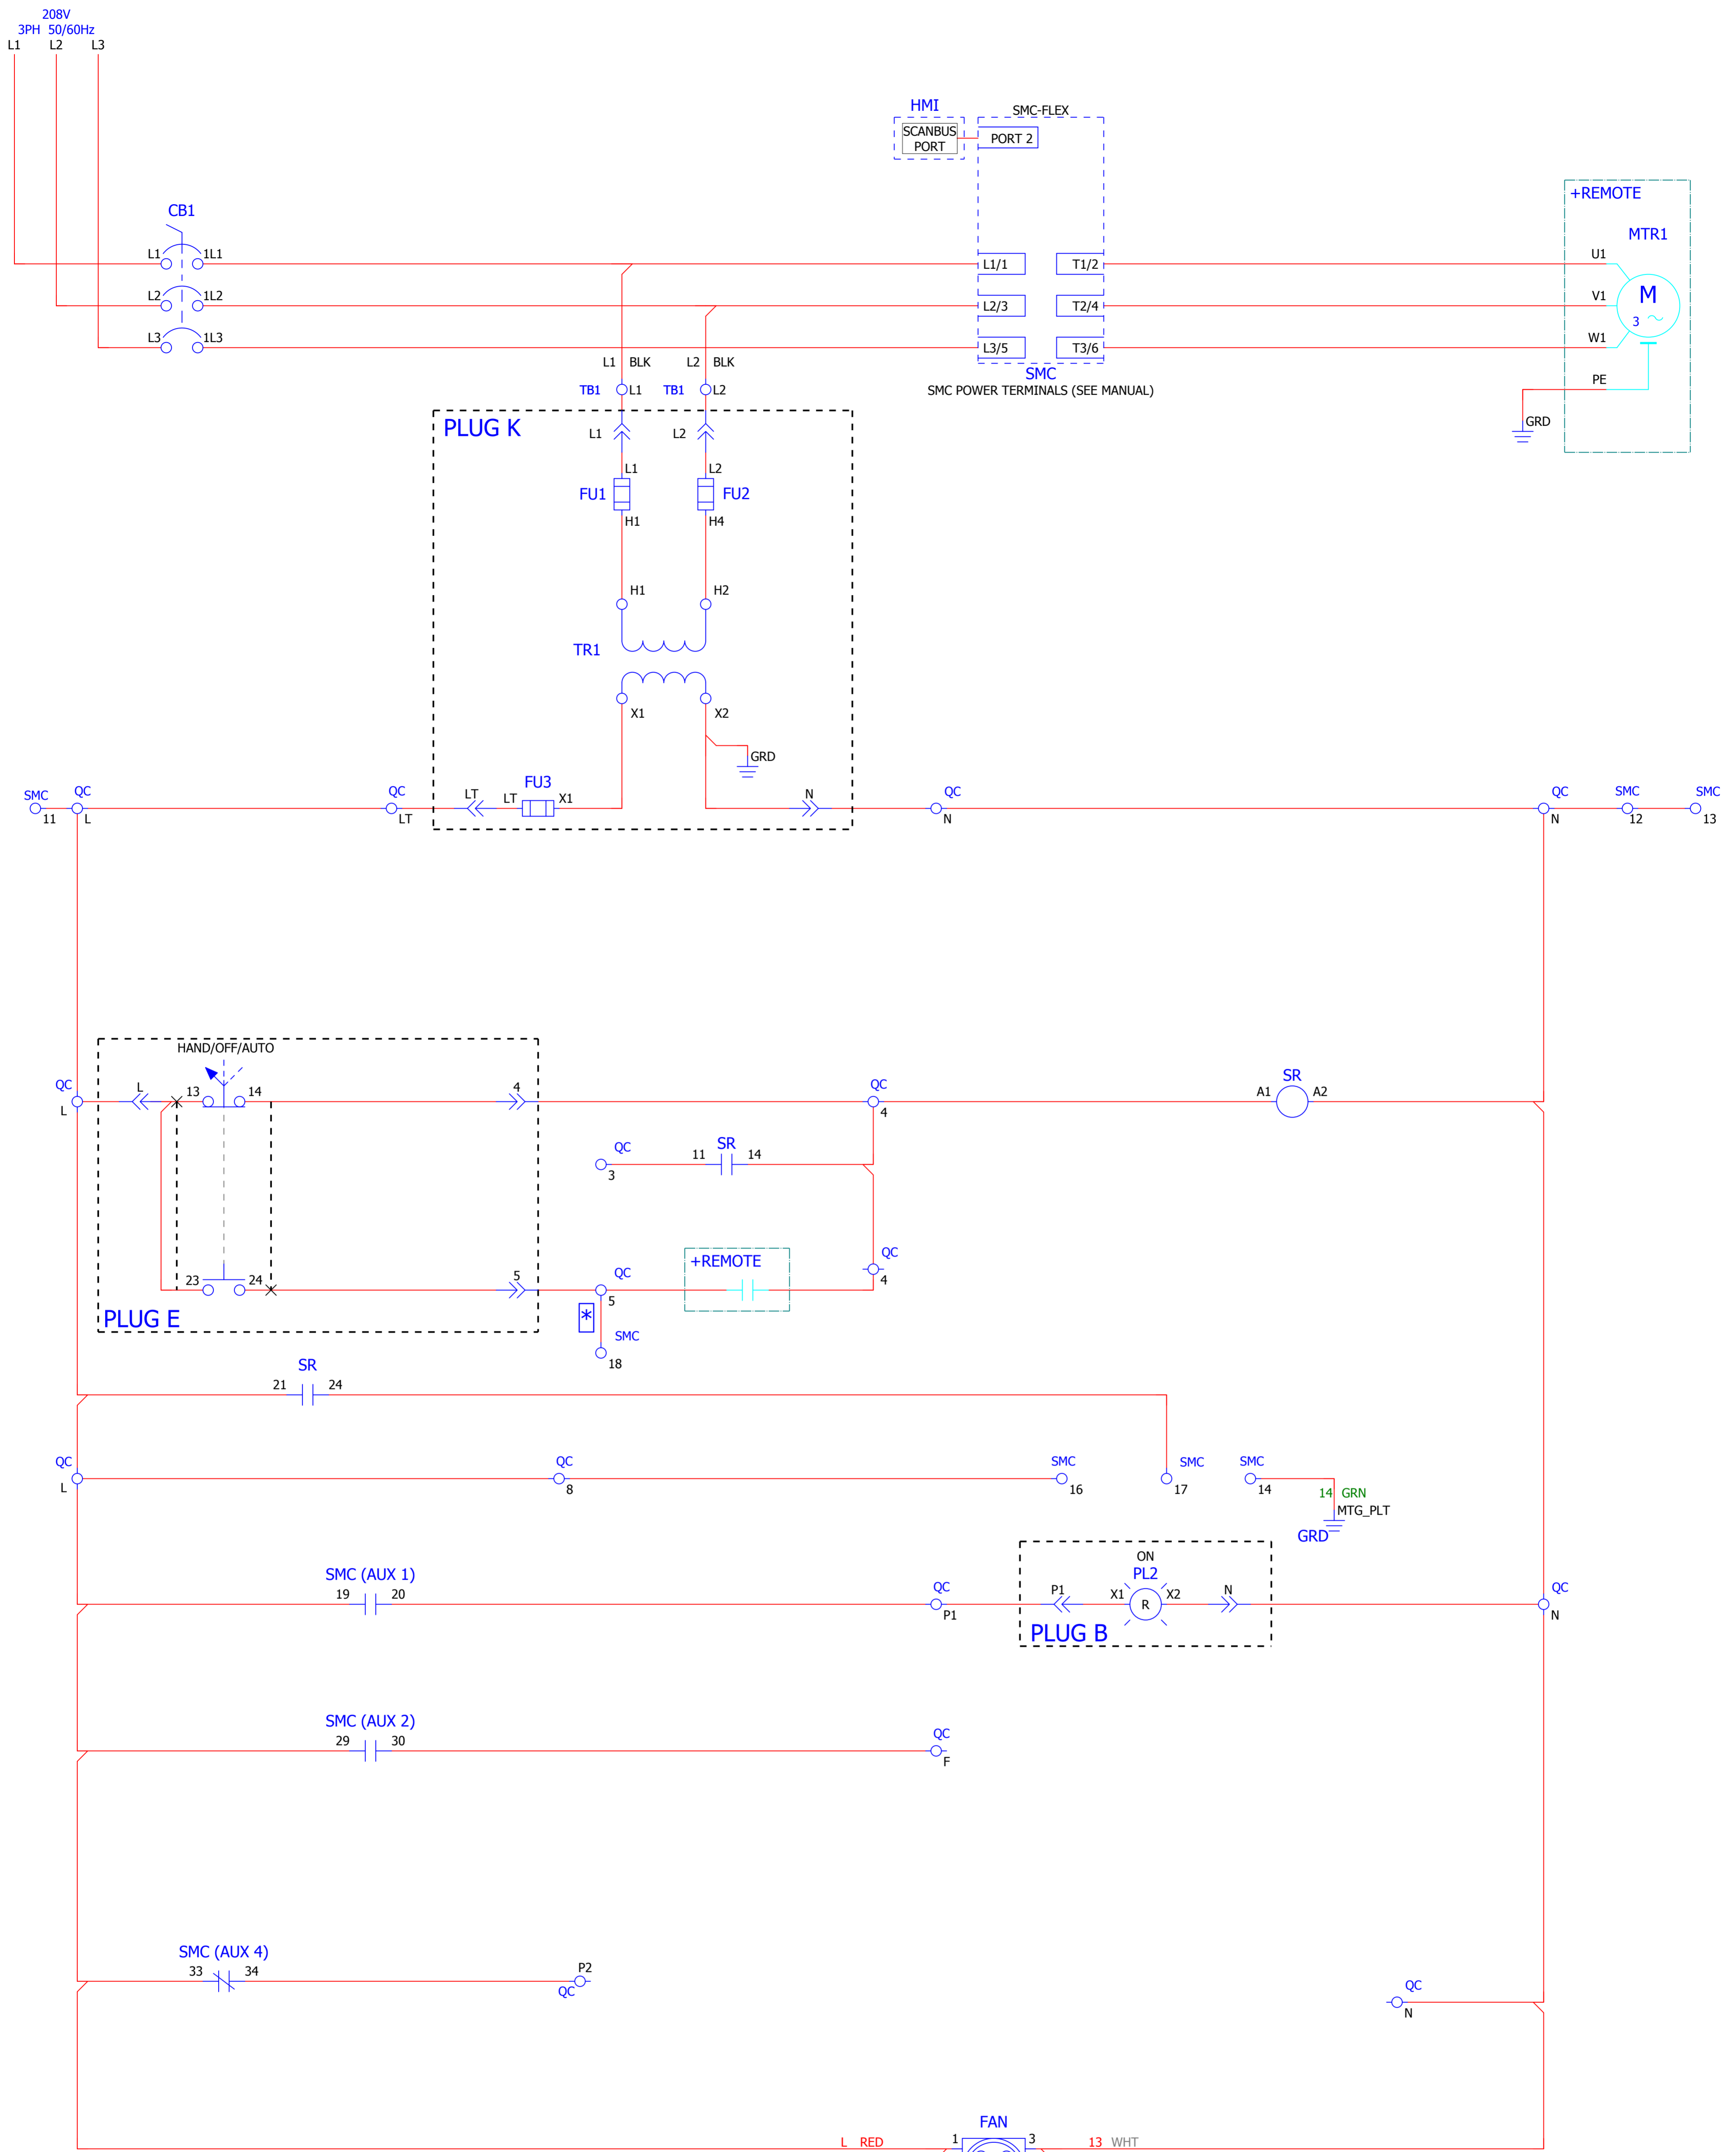 208V
3PH 50/60Hz
L1 L2 L3
HMI
SCANBUS
PORT
SMC-FLEX
PORT 2
+REMOTE
MTR1
CB1
L1 1L1
L1/1 T1/2
U1
L2 1L2
L2/3 T2/4
V1
M
3
L3 1L3
L3/5 T3/6
W1
L1 BLK L2 BLK
SMC
SMC POWER TERMINALS (SEE MANUAL)
PE
TB1 L1 TB1 L2
GRD
PLUG K
L1 L2
L1 L2
FU1 FU2
H1 H4
H1 H2
TR1
X1 X2
GRD
FU3
SMC QC QC LT LT X1 N QC QC SMC SMC
11 L LT N N 12 13
HAND/OFF/AUTO
QC L 13 14 4 QC SR
L 4 A1 A2
QC SR
3 11 14
+REMOTE
QC
4
23 24 5 QC
5
PLUG E
*
SMC
18
SR
21 24
QC QC SMC SMC SMC
L 8 16 17 14
14 GRN
MTG_PLT
GRD
ON
PL2
SMC (AUX 1)
19 20 QC P1 X1 R X2 N QC
P1 N
PLUG B
SMC (AUX 2)
29 30 QC
F
SMC (AUX 4)
33 34 P2
QC
QC
N
FAN
L RED 1 3 13 WHT